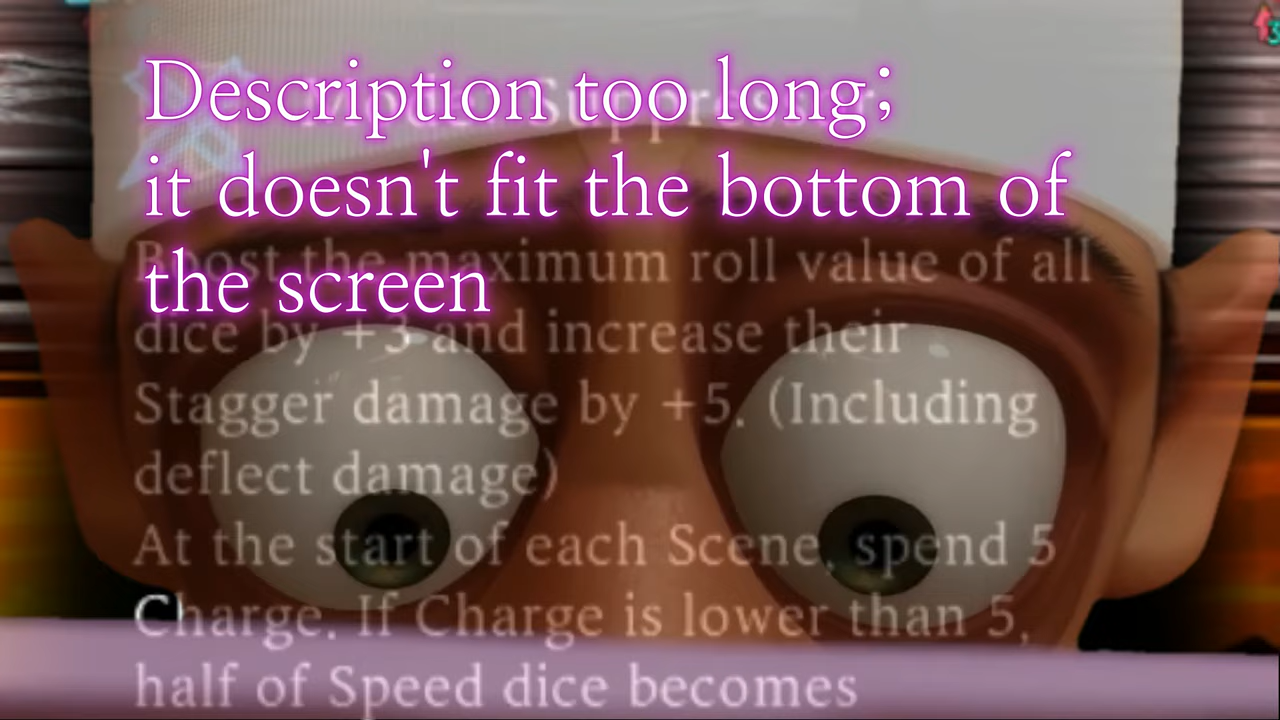 Description too long;
it doesn't fit the bottom of
the screen
Boost the maximum roll value of all
dice by +3 and increase their
Stagger damage by +5. (Including
deflect damage)
At the start of each Scene, spend 5
Charge. If Charge is lower than 5,
half of Speed dice becomes